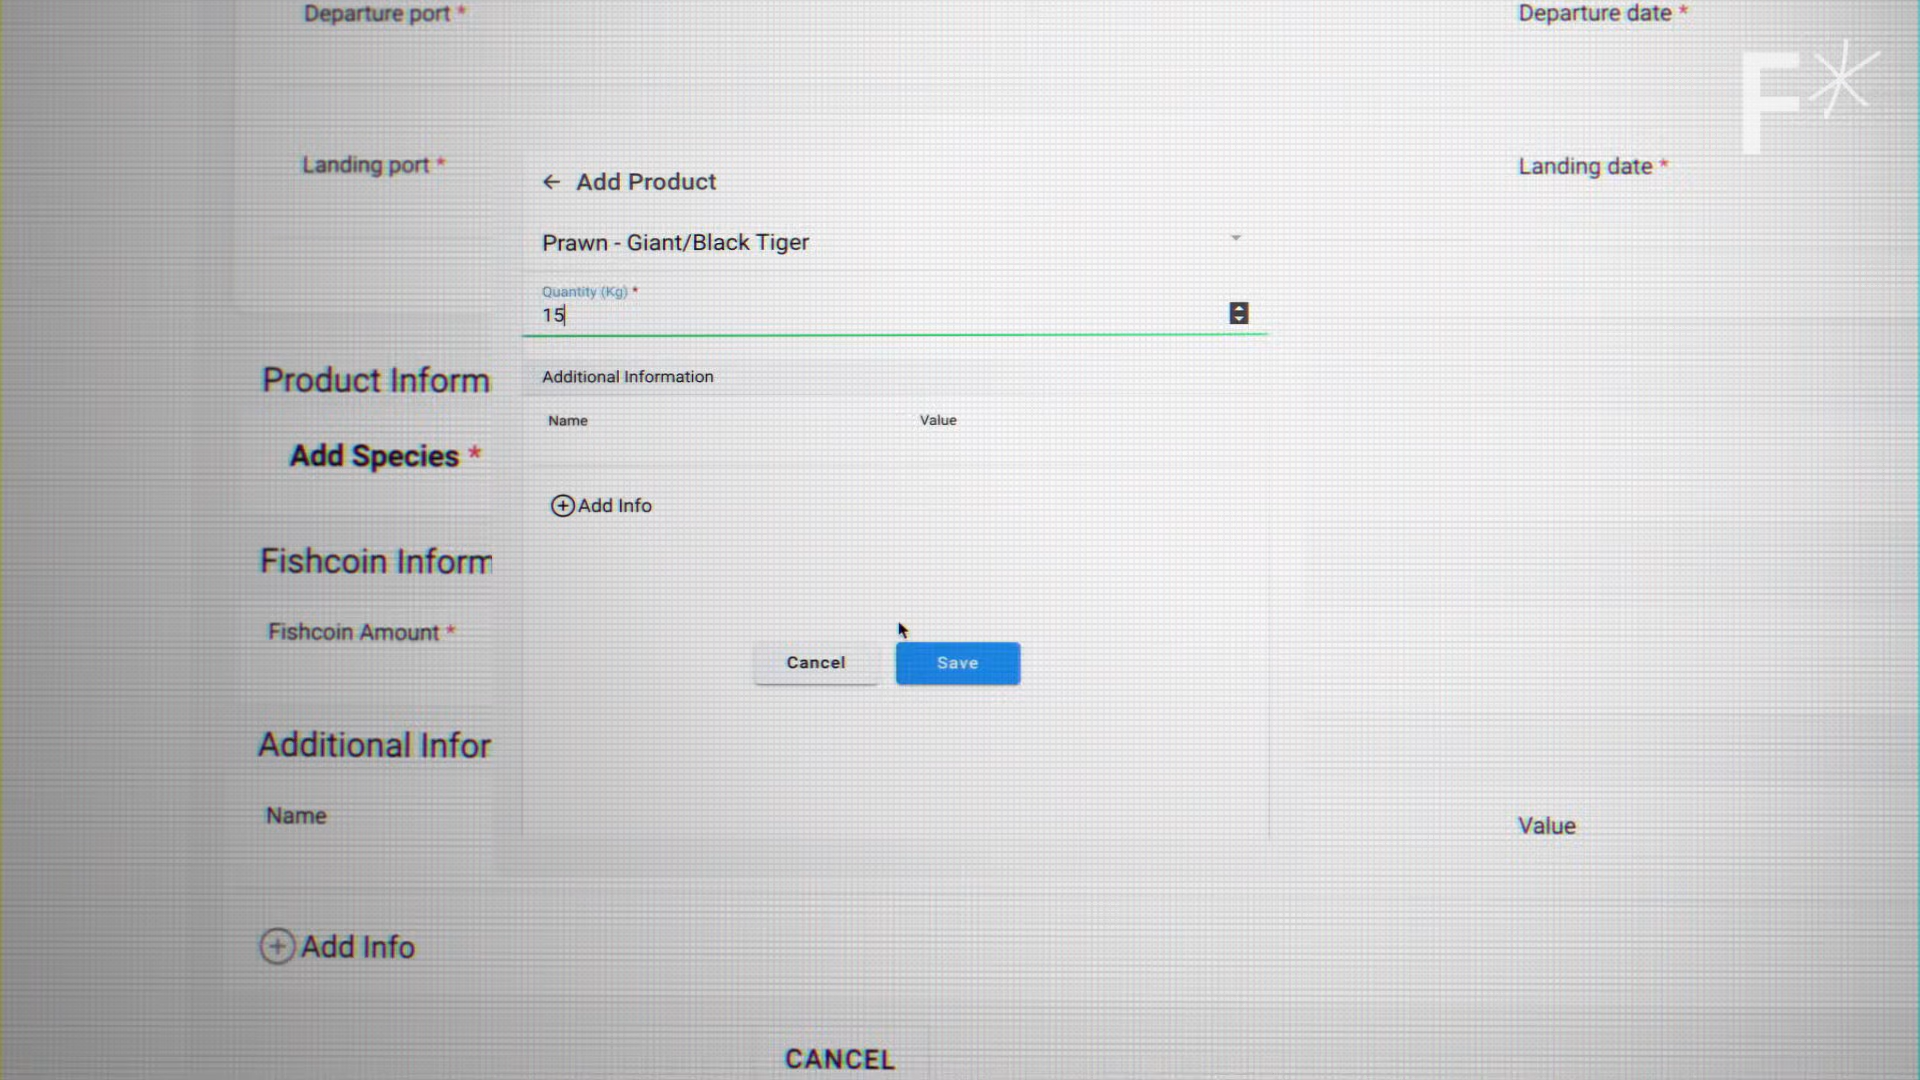 Departure port *
Departure date *
F*
Landing port *
Landing date *
Add Product
Prawn - Giant/Black Tiger
Quantity (Kg) *
15
Product Inform
Additional Information
Name
Value
Add Species *
Add Info
Fishcoin Inform
Fishcoin Amount *
Cancel
Save
Additional Infor
Name
Value
Add Info
CANCEL